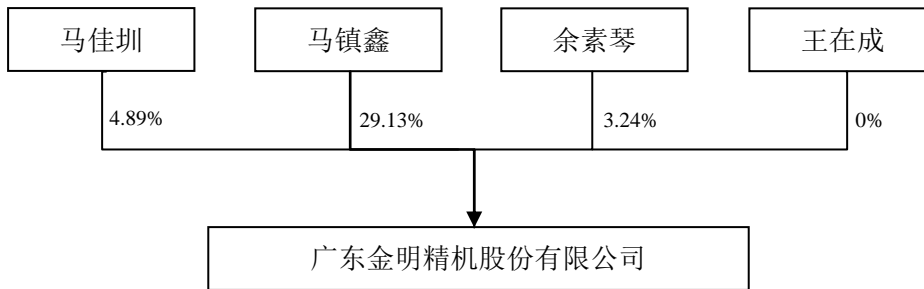 马佳圳 马镇鑫 余素琴 王在成
4.89% 29.13% 3.24% 0%
广东金明精机股份有限公司